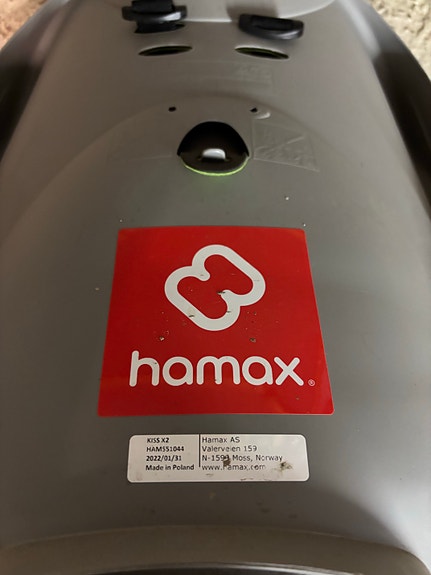 hamax®
KISS X2
HAM551044
2022/01/31
Made in Poland
Hamax AS
Valerveien 159
Moss, Norway
www.hamax.com